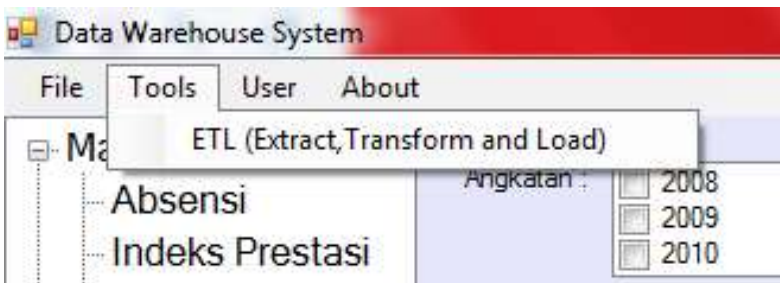 Data Warehouse System
File Tools User About
ETL (Extract,Transform and Load)
Angkatan :
2008
Absensi
2009
Indeks Prestasi
2010